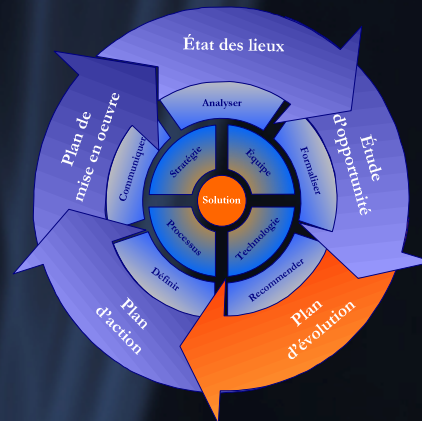 État des lieux
Étude
d'opportunité
Plan
d'évolution
Plan
d'action
Plan de
mise en oeuvre
Analyser
Formaliser
Recommender
Définir
Communiquer
Stratégie
Équipe
Technologie
Processus
Solution